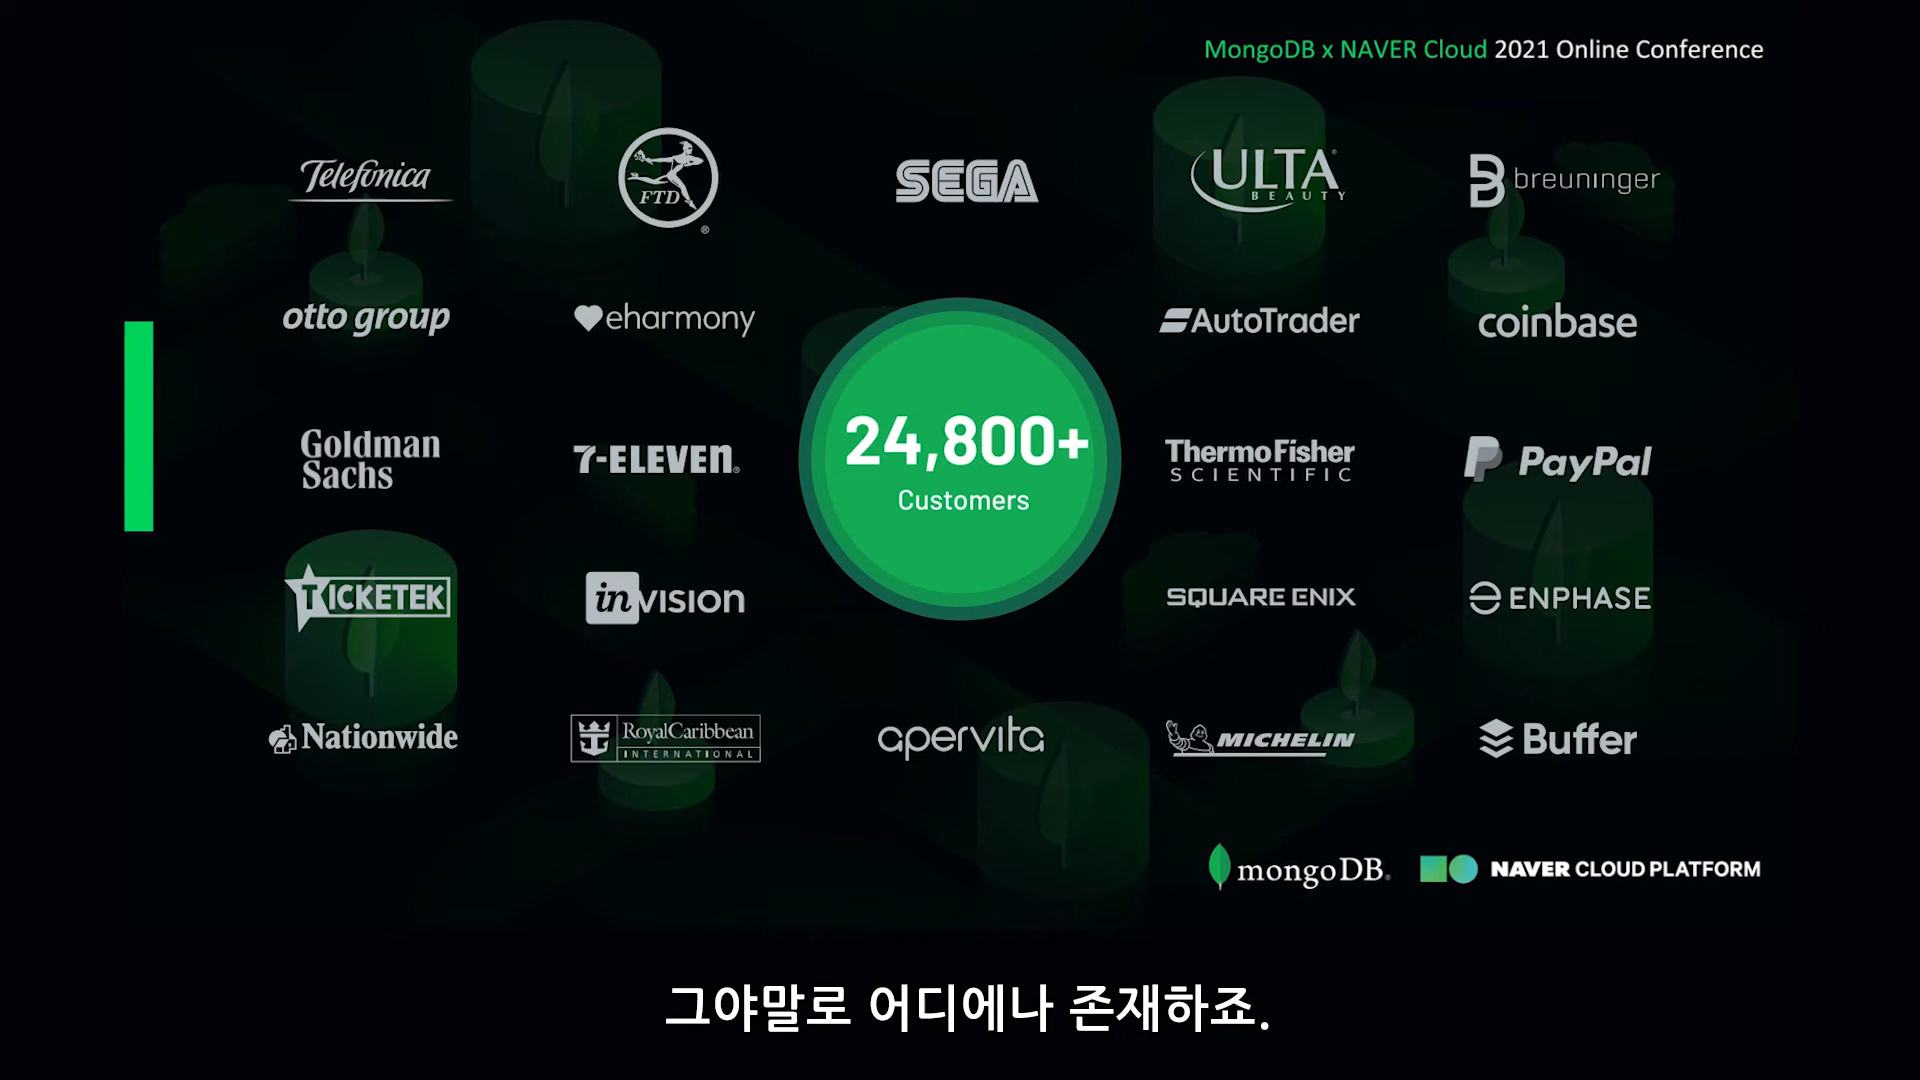 MongoDB x NAVER Cloud 2021 Online Conference
Telefónica
FTD
®
SEGA
ULTA
BEAUTY
breuninger
otto group
eharmony
AutoTrader
coinbase
Goldman
Sachs
7-ELEVEn®
24,800+
Customers
ThermoFisher
SCIENTIFIC
PayPal
TICKETEK
inVISION
SQUARE ENIX
ENPHASE
Nationwide
RoyalCaribbean
INTERNATIONAL
apervita
MICHELIN
Buffer
mongoDB®
NAVER CLOUD PLATFORM
그야말로 어디에나 존재하죠.